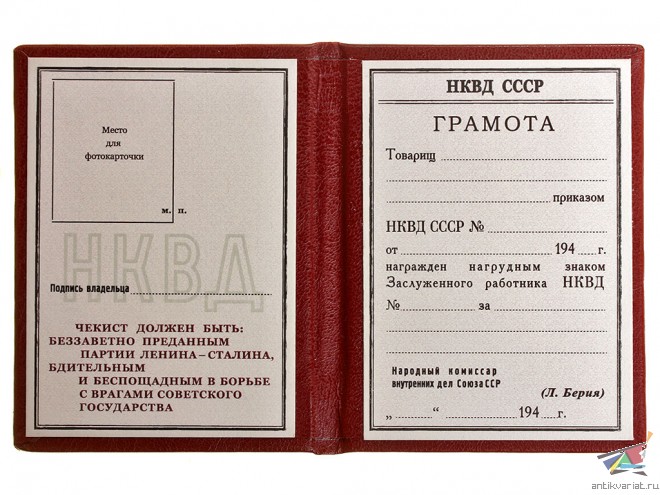 Место
для
фотокарточки
м. п.
НКВД
Подпись владельца
ЧЕКИСТ ДОЛЖЕН БЫТЬ:
БЕЗЗАВЕТНО ПРЕДАННЫМ
ПАРТИИ ЛЕНИНА – СТАЛИНА,
БДИТЕЛЬНЫМ
И БЕСПОЩАДНЫМ В БОРЬБЕ
С ВРАГАМИ СОВЕТСКОГО
ГОСУДАРСТВА
НКВД СССР
ГРАМОТА
Товарищ
приказом
НКВД СССР №
от 194 г.
награжден нагрудным знаком
Заслуженного работника НКВД
№ за
Народный комиссар
внутренних дел Союза ССР
(Л. Берия)
„ “ 194 г.
antikvariat.ru